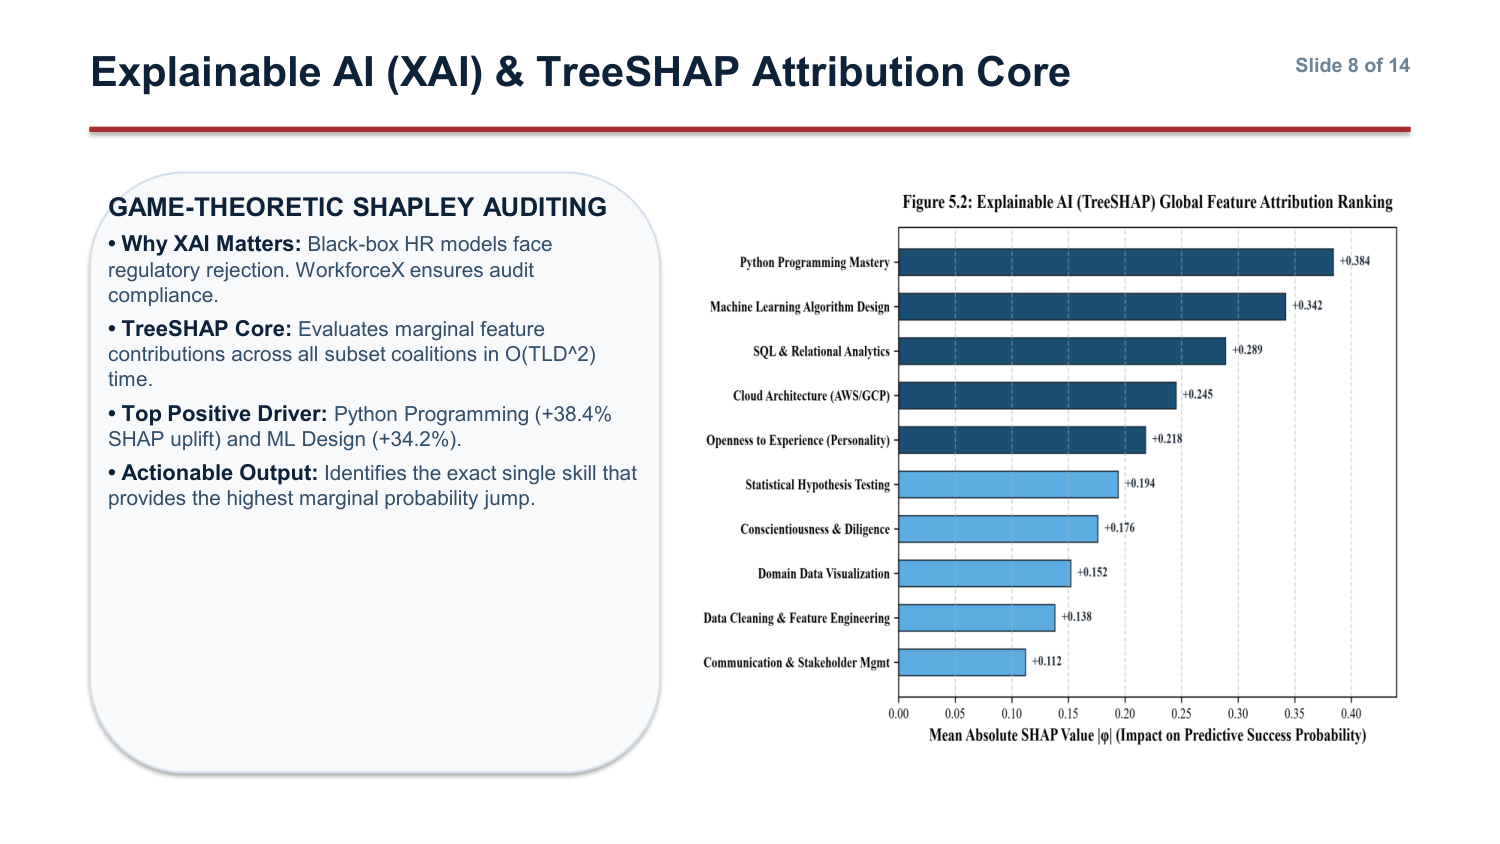 Explainable AI (XAI) & TreeSHAP Attribution Core
Slide 8 of 14
GAME-THEORETIC SHAPLEY AUDITING
• Why XAI Matters: Black-box HR models face
regulatory rejection. WorkforceX ensures audit
compliance.
• TreeSHAP Core: Evaluates marginal feature
contributions across all subset coalitions in O(TLD^2)
time.
• Top Positive Driver: Python Programming (+38.4%
SHAP uplift) and ML Design (+34.2%).
• Actionable Output: Identifies the exact single skill that
provides the highest marginal probability jump.
Figure 5.2: Explainable AI (TreeSHAP) Global Feature Attribution Ranking
Python Programming Mastery +0.384
Machine Learning Algorithm Design +0.342
SQL & Relational Analytics +0.289
Cloud Architecture (AWS/GCP) +0.245
Openness to Experience (Personality) +0.218
Statistical Hypothesis Testing +0.194
Conscientiousness & Diligence +0.176
Domain Data Visualization +0.152
Data Cleaning & Feature Engineering +0.138
Communication & Stakeholder Mgmt +0.112
0.00 0.05 0.10 0.15 0.20 0.25 0.30 0.35 0.40
Mean Absolute SHAP Value |φ| (Impact on Predictive Success Probability)